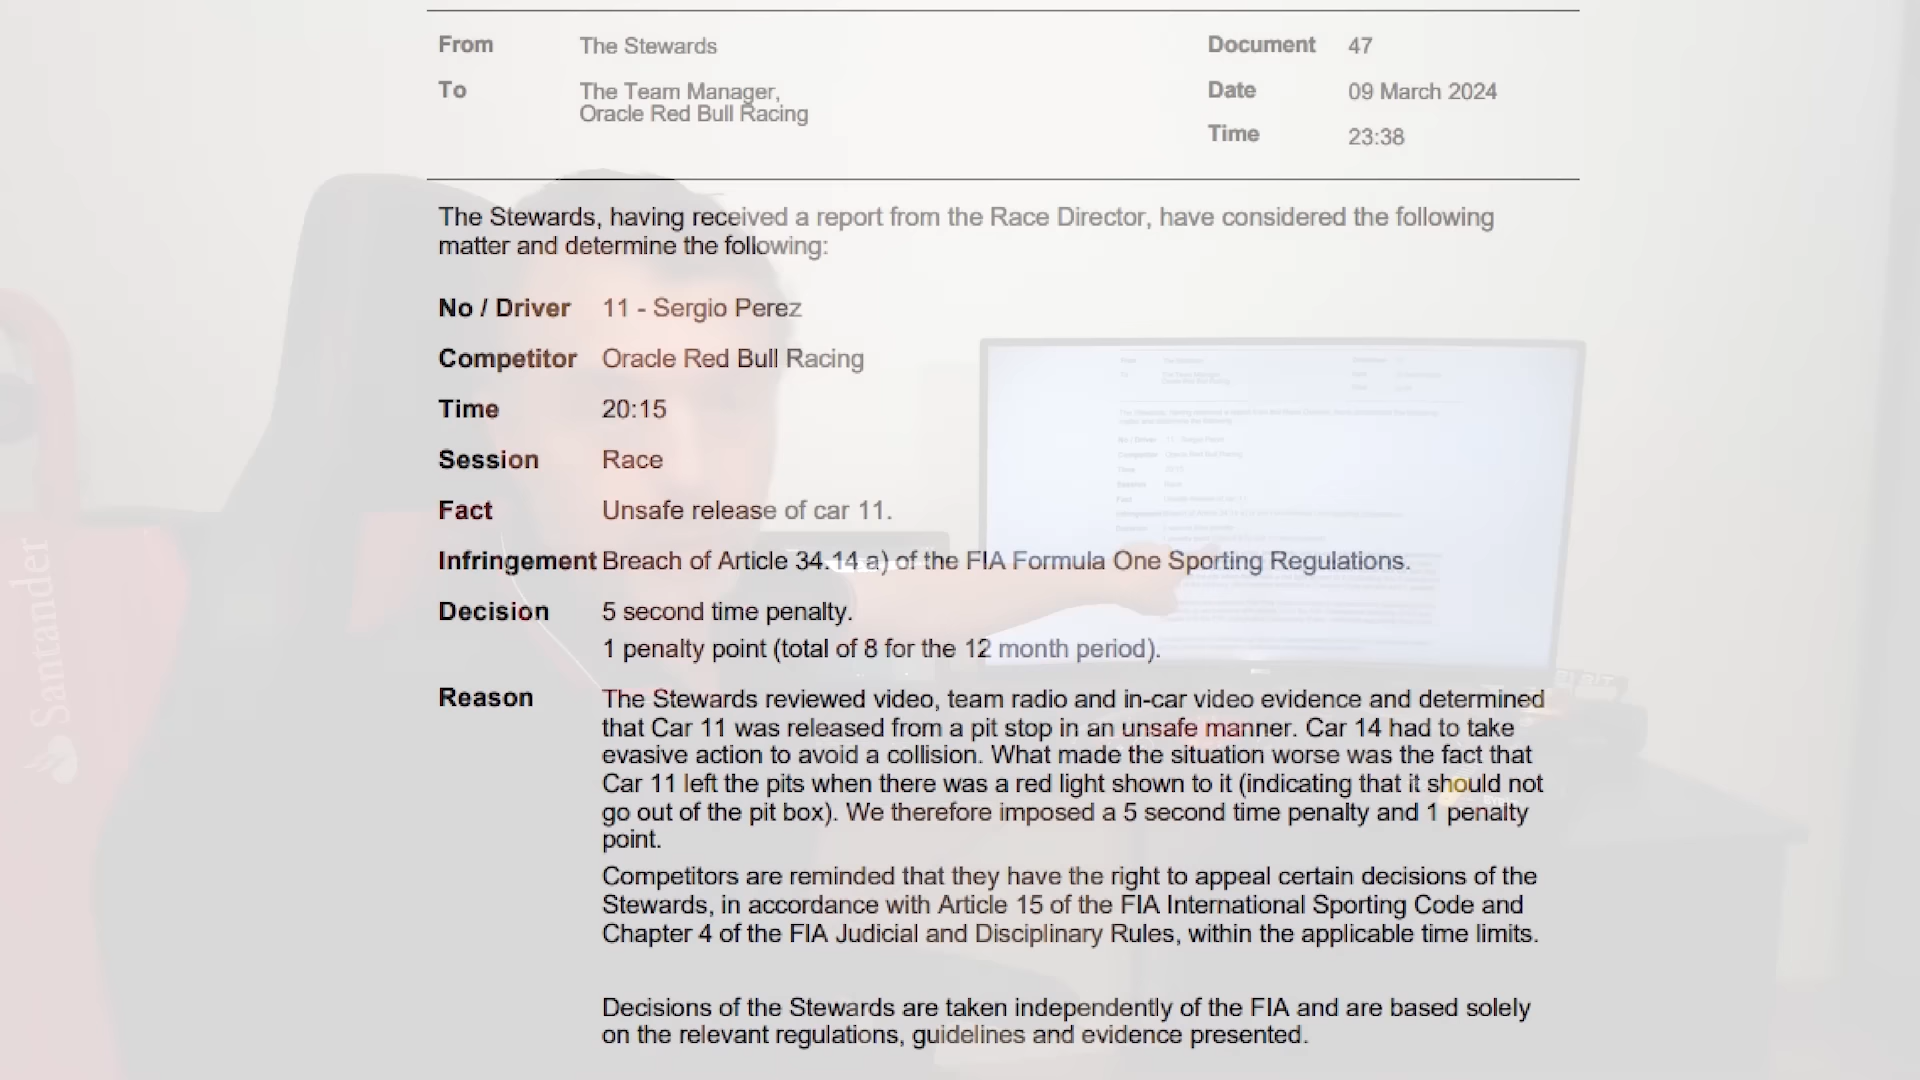 From The Stewards Document 47
To The Team Manager, Date 09 March 2024
Oracle Red Bull Racing
Time 23:38
The Stewards, having received a report from the Race Director, have considered the following
matter and determine the following:
No / Driver 11 - Sergio Perez
Competitor Oracle Red Bull Racing
Time 20:15
Session Race
Fact Unsafe release of car 11.
Infringement Breach of Article 34.14 a) of the FIA Formula One Sporting Regulations.
Decision 5 second time penalty.
1 penalty point (total of 8 for the 12 month period).
Reason The Stewards reviewed video, team radio and in-car video evidence and determined
that Car 11 was released from a pit stop in an unsafe manner. Car 14 had to take
evasive action to avoid a collision. What made the situation worse was the fact that
Car 11 left the pits when there was a red light shown to it (indicating that it should not
go out of the pit box). We therefore imposed a 5 second time penalty and 1 penalty
point.
Competitors are reminded that they have the right to appeal certain decisions of the
Stewards, in accordance with Article 15 of the FIA International Sporting Code and
Chapter 4 of the FIA Judicial and Disciplinary Rules, within the applicable time limits.
Decisions of the Stewards are taken independently of the FIA and are based solely
on the relevant regulations, guidelines and evidence presented.
Santander